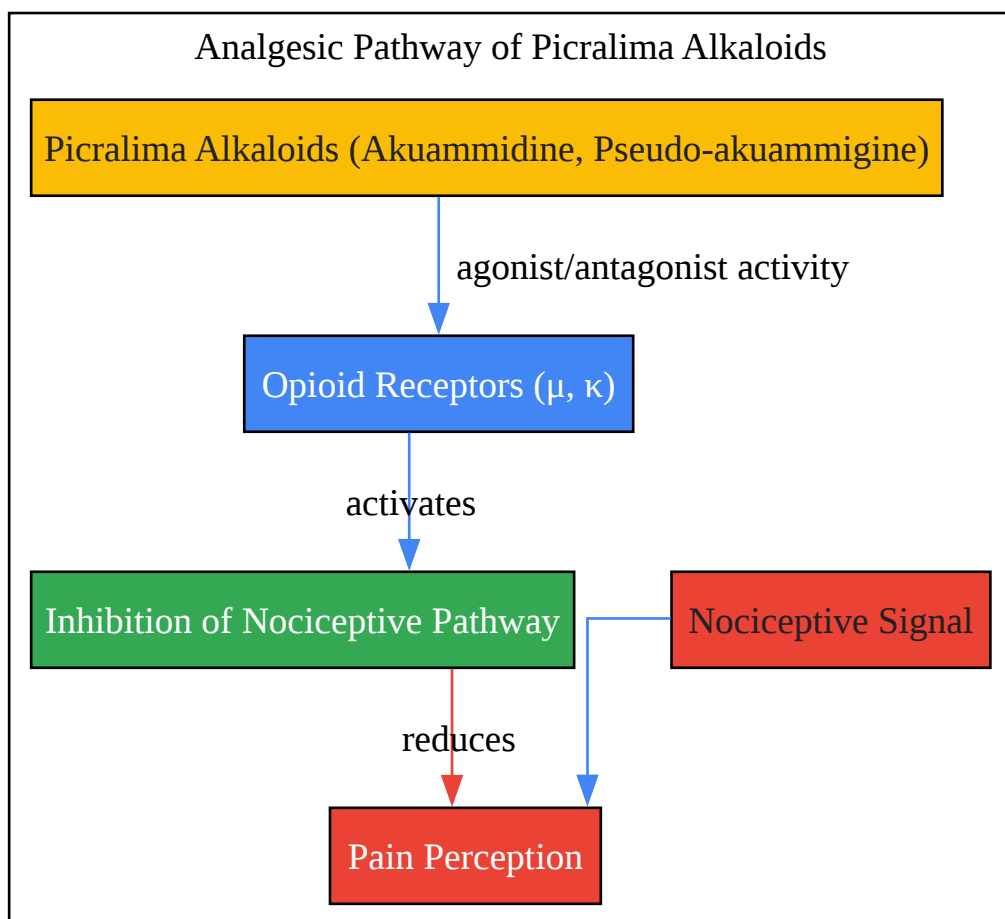 Analgesic Pathway of Picralima Alkaloids
Picralima Alkaloids (Akuammidine, Pseudo-akuammigine)
agonist/antagonist activity
Opioid Receptors (μ, κ)
activates
Inhibition of Nociceptive Pathway
Nociceptive Signal
reduces
Pain Perception